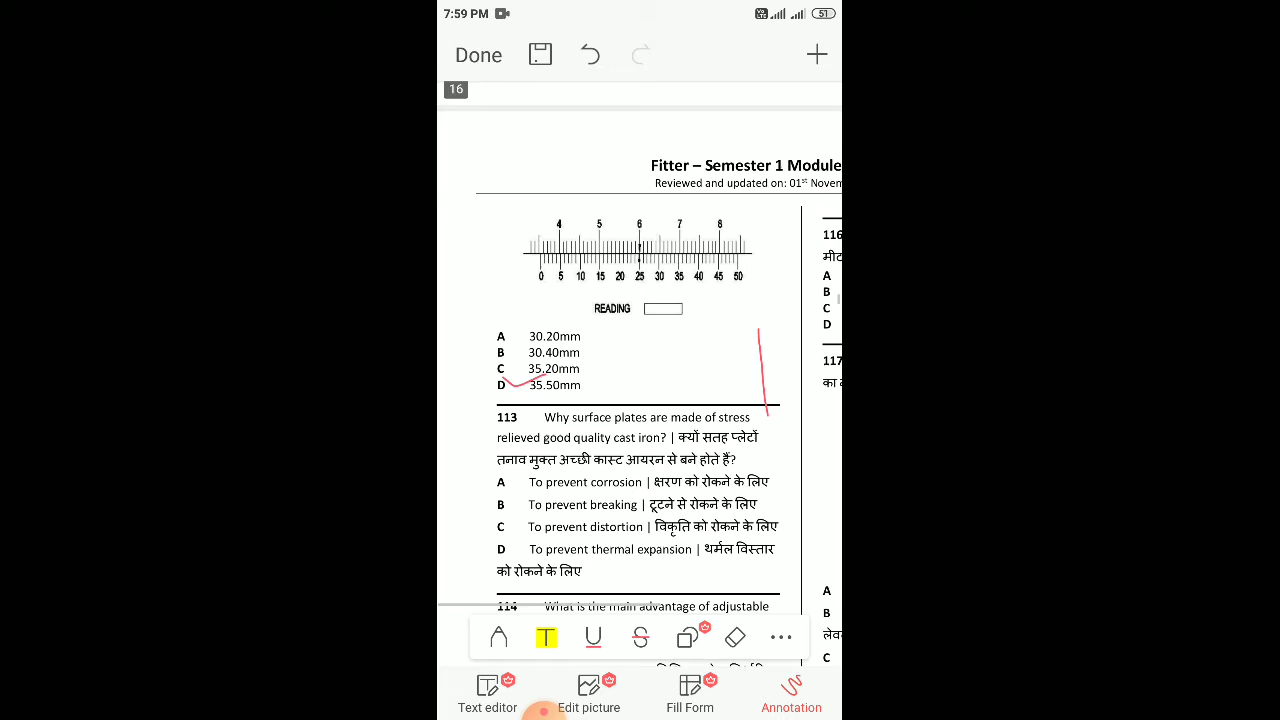 7:59 PM
Vo LTE
51
Done
16
Fitter – Semester 1 Module
Reviewed and updated on: 01st Novem
4 5 6 7 8
0 5 10 15 20 25 30 35 40 45 50
READING
A 30.20mm
B 30.40mm
C 35.20mm
D 35.50mm
113 Why surface plates are made of stress
relieved good quality cast iron? | क्यों सतह प्लेटों
तनाव मुक्त अच्छी कास्ट आयरन से बने होते हैं?
A To prevent corrosion | क्षरण को रोकने के लिए
B To prevent breaking | टूटने से रोकने के लिए
C To prevent distortion | विकृति को रोकने के लिए
D To prevent thermal expansion | थर्मल विस्तार
को रोकने के लिए
114 What is the main advantage of adjustable
116
A
B
C
D
117
A
B
C
T
U
S
Text editor
Edit picture
Fill Form
Annotation